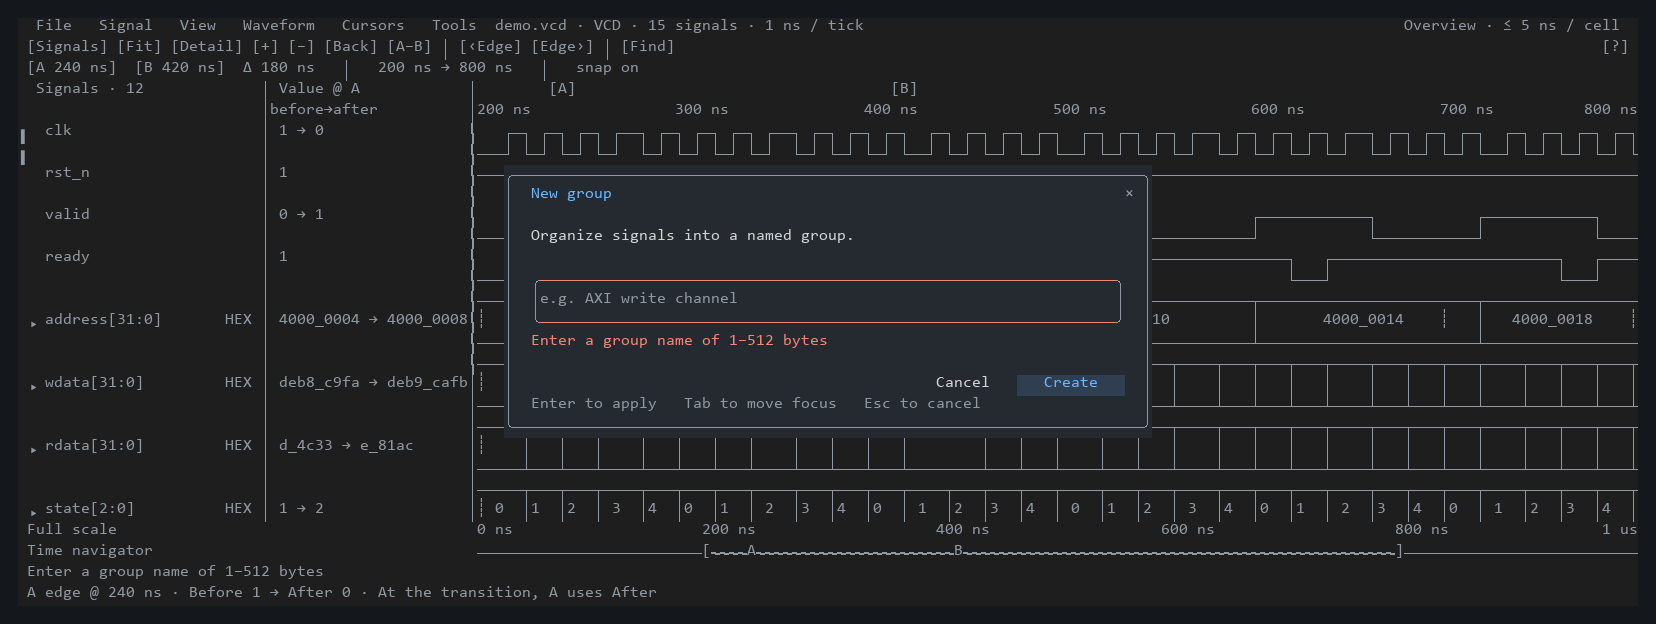 File Signal View Waveform Cursors Tools demo.vcd · VCD · 15 signals · 1 ns / tick Overview · ≤ 5 ns / cell
[Signals] [Fit] [Detail] [+] [−] [Back] [A−B] │ [‹Edge] [Edge›] │ [Find] [?]
[A 240 ns] [B 420 ns] Δ 180 ns │ 200 ns → 800 ns │ snap on
Signals · 12 Value @ A [A] [B]
before→after 200 ns 300 ns 400 ns 500 ns 600 ns 700 ns 800 ns
clk 1 → 0
rst_n 1
New group ×
valid 0 → 1
Organize signals into a named group.
ready 1
e.g. AXI write channel
▸ address[31:0] HEX 4000_0004 → 4000_0008 10 4000_0014 4000_0018
Enter a group name of 1–512 bytes
▸ wdata[31:0] HEX deb8_c9fa → deb9_cafb
Cancel Create
Enter to apply Tab to move focus Esc to cancel
▸ rdata[31:0] HEX d_4c33 → e_81ac
▸ state[2:0] HEX 1 → 2 0 1 2 3 4 0 1 2 3 4 0 1 2 3 4 0 1 2 3 4 0 1 2 3 4 0 1 2 3 4
Full scale 0 ns 200 ns 400 ns 600 ns 800 ns 1 us
Time navigator [ A B ]
Enter a group name of 1–512 bytes
A edge @ 240 ns · Before 1 → After 0 · At the transition, A uses After